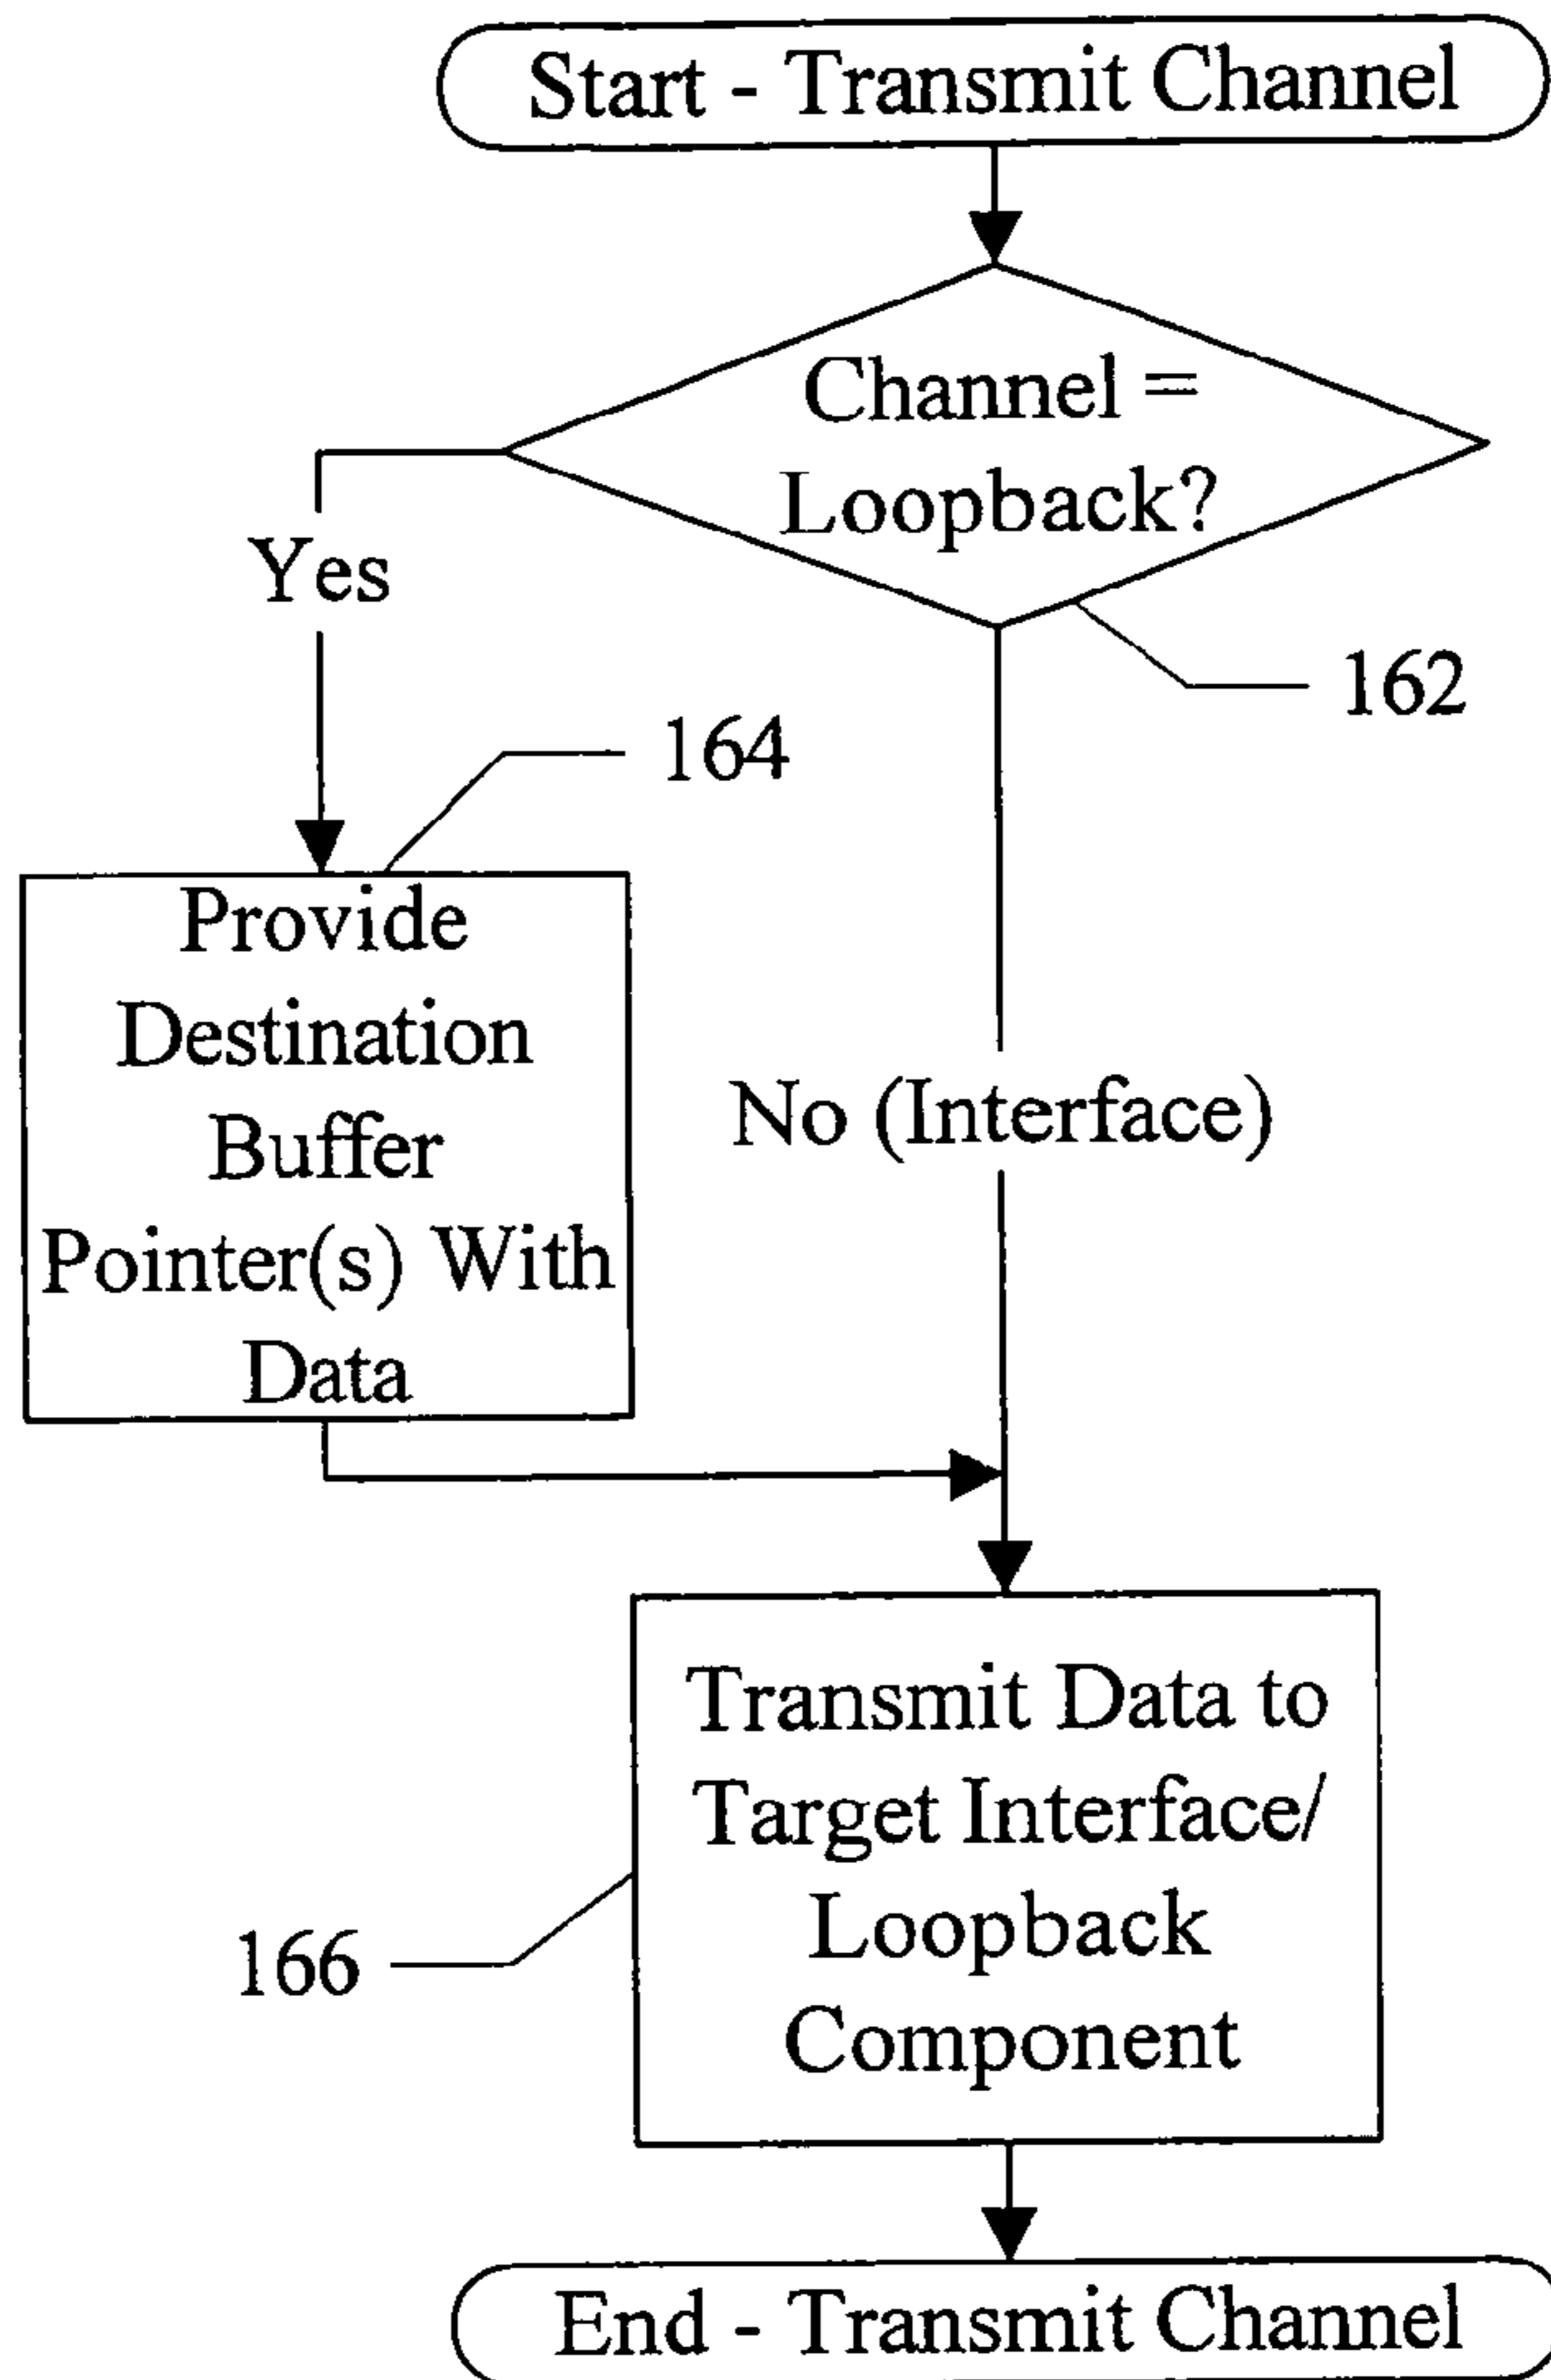 Start - Transmit Channel
Channel =
Loopback?
Yes
162
164
Provide
Destination
Buffer
Pointer(s) With
Data
No (Interface)
Transmit Data to
Target Interface/
Loopback
Component
166
End - Transmit Channel